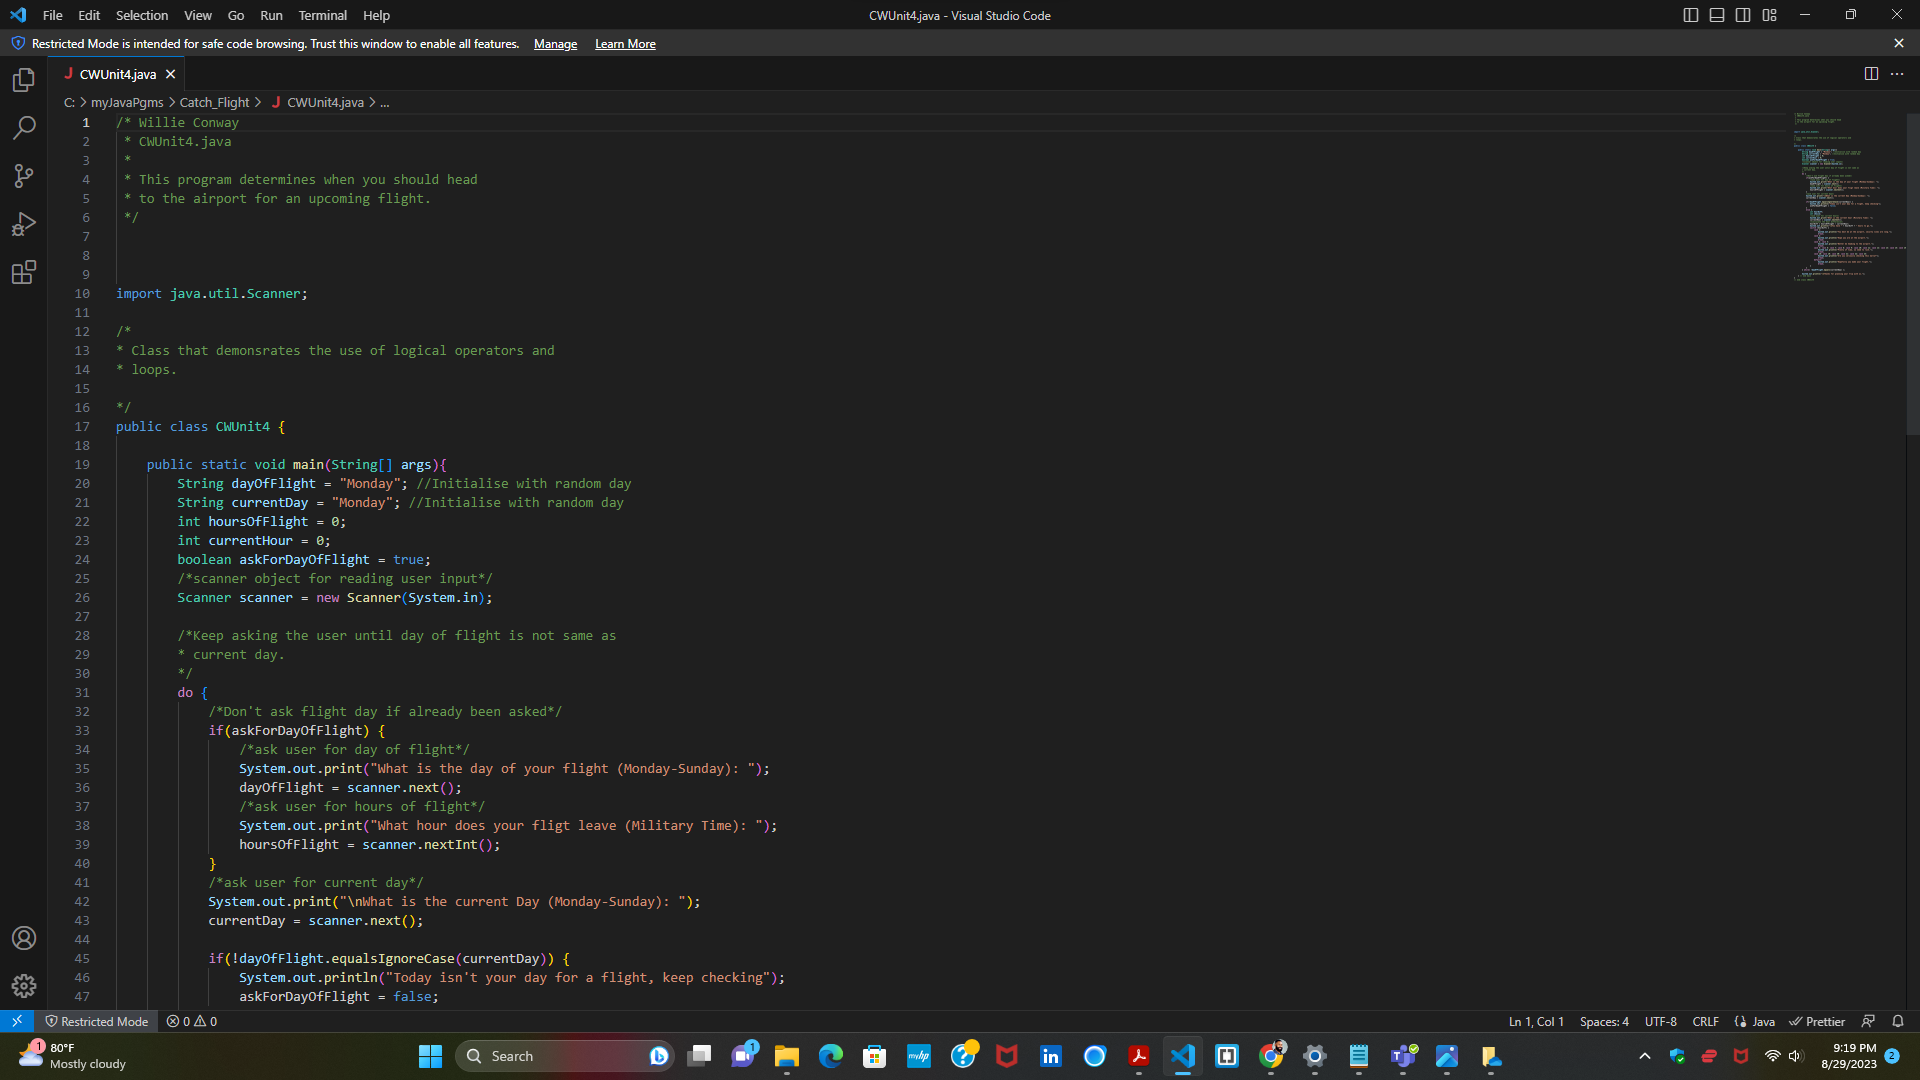 File Edit Selection View Go Run Terminal Help
CWUnit4.java - Visual Studio Code
Restricted Mode is intended for safe code browsing. Trust this window to enable all features. Manage Learn More
J CWUnit4.java
C: > myJavaPgms > Catch_Flight > J CWUnit4.java > ...
1 /* Willie Conway
2 * CWUnit4.java
3 *
4 * This program determines when you should head
5 * to the airport for an upcoming flight.
6 */
7
8
9
10 import java.util.Scanner;
11
12 /*
13 * Class that demonsrates the use of logical operators and
14 * loops.
15
16 */
17 public class CWUnit4 {
18
19 public static void main(String[] args){
20 String dayOfFlight = "Monday"; //Initialise with random day
21 String currentDay = "Monday"; //Initialise with random day
22 int hoursOfFlight = 0;
23 int currentHour = 0;
24 boolean askForDayOfFlight = true;
25 /*scanner object for reading user input*/
26 Scanner scanner = new Scanner(System.in);
27
28 /*Keep asking the user until day of flight is not same as
29 * current day.
30 */
31 do {
32 /*Don't ask flight day if already been asked*/
33 if(askForDayOfFlight) {
34 /*ask user for day of flight*/
35 System.out.print("What is the day of your flight (Monday-Sunday): ");
36 dayOfFlight = scanner.next();
37 /*ask user for hours of flight*/
38 System.out.print("What hour does your fligt leave (Military Time): ");
39 hoursOfFlight = scanner.nextInt();
40 }
41 /*ask user for current day*/
42 System.out.print("\nWhat is the current Day (Monday-Sunday): ");
43 currentDay = scanner.next();
44
45 if(!dayOfFlight.equalsIgnoreCase(currentDay)) {
46 System.out.println("Today isn't your day for a flight, keep checking");
47 askForDayOfFlight = false;
Restricted Mode 0 0 Ln 1, Col 1 Spaces: 4 UTF-8 CRLF Java Prettier
1 80°F
Mostly cloudy
Search
myhp
1
9:19 PM
8/29/2023
2